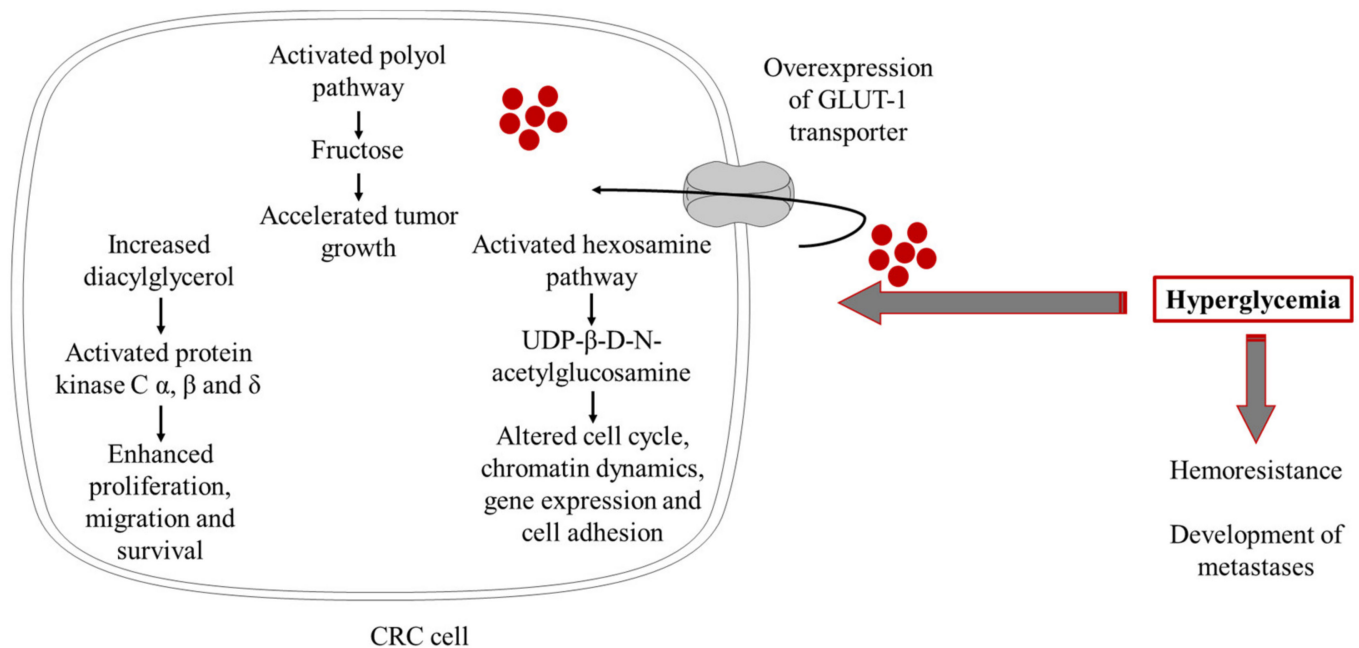 Activated polyol
pathway
Fructose
Accelerated tumor
growth
Increased
diacylglycerol
Activated protein
kinase C α, β and δ
Enhanced
proliferation,
migration and
survival
Activated hexosamine
pathway
UDP-β-D-N-
acetylglucosamine
Altered cell cycle,
chromatin dynamics,
gene expression and
cell adhesion
Overexpression
of GLUT-1
transporter
Hyperglycemia
Hemoresistance
Development of
metastases
CRC cell